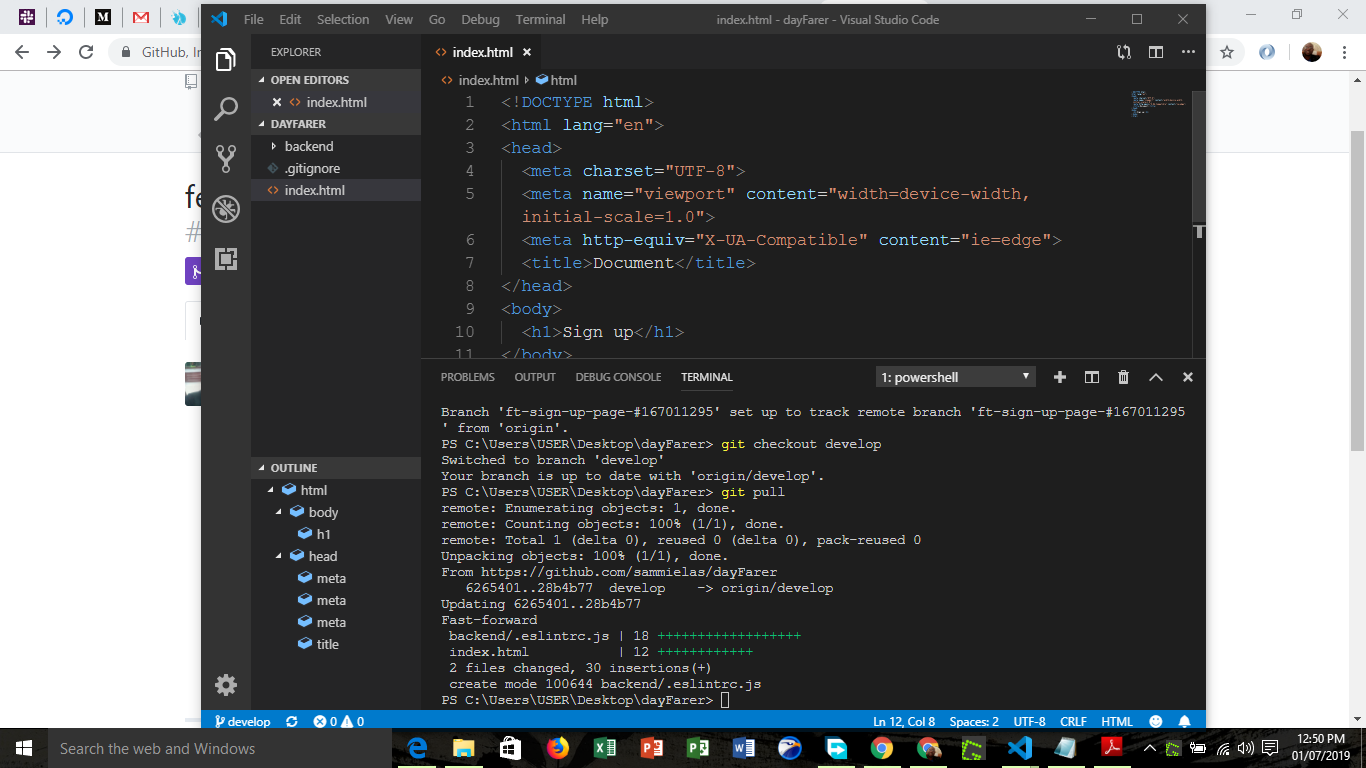 File Edit Selection View Go Debug Terminal Help
index.html - dayFarer - Visual Studio Code
GitHub, In
EXPLORER
OPEN EDITORS
index.html
DAYFARER
backend
.gitignore
index.html
OUTLINE
html
body
h1
head
meta
meta
meta
title
index.html
index.html html
1 <!DOCTYPE html>
2 <html lang="en">
3 <head>
4 <meta charset="UTF-8">
5 <meta name="viewport" content="width=device-width,
initial-scale=1.0">
6 <meta http-equiv="X-UA-Compatible" content="ie=edge">
7 <title>Document</title>
8 </head>
9 <body>
10 <h1>Sign up</h1>
11 </body>
PROBLEMS OUTPUT DEBUG CONSOLE TERMINAL
1: powershell
Branch 'ft-sign-up-page-#167011295' set up to track remote branch 'ft-sign-up-page-#167011295
' from 'origin'.
PS C:\Users\USER\Desktop\dayFarer> git checkout develop
Switched to branch 'develop'
Your branch is up to date with 'origin/develop'.
PS C:\Users\USER\Desktop\dayFarer> git pull
remote: Enumerating objects: 1, done.
remote: Counting objects: 100% (1/1), done.
remote: Total 1 (delta 0), reused 0 (delta 0), pack-reused 0
Unpacking objects: 100% (1/1), done.
From https://github.com/sammielas/dayFarer
6265401..28b4b77 develop -> origin/develop
Updating 6265401..28b4b77
Fast-forward
backend/.eslintrc.js | 18 ++++++++++++++++++
index.html | 12 ++++++++++++
2 files changed, 30 insertions(+)
create mode 100644 backend/.eslintrc.js
PS C:\Users\USER\Desktop\dayFarer>
develop 0 0
Ln 12, Col 8 Spaces: 2 UTF-8 CRLF HTML
fe
#
Search the web and Windows
12:50 PM
01/07/2019